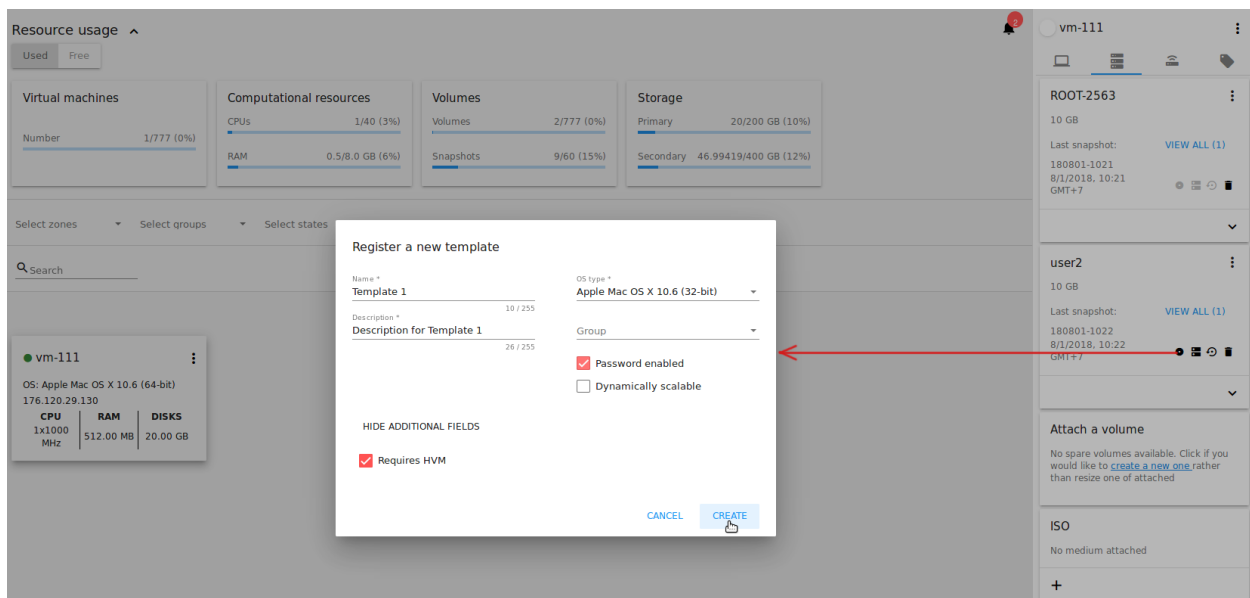 Resource usage
2
Used Free
Virtual machines
Number 1/777 (0%)
Computational resources
CPUs 1/40 (3%)
RAM 0.5/8.0 GB (6%)
Volumes
Volumes 2/777 (0%)
Snapshots 9/60 (15%)
Storage
Primary 20/200 GB (10%)
Secondary 46.99419/400 GB (12%)
Select zones Select groups Select states
Search
vm-111
OS: Apple Mac OS X 10.6 (64-bit)
176.120.29.130
CPU RAM DISKS
1x1000 MHz 512.00 MB 20.00 GB
Register a new template
Name *
Template 1
10 / 255
Description *
Description for Template 1
26 / 255
OS type *
Apple Mac OS X 10.6 (32-bit)
Group
Password enabled
Dynamically scalable
HIDE ADDITIONAL FIELDS
Requires HVM
CANCEL CREATE
vm-111
ROOT-2563
10 GB
Last snapshot: VIEW ALL (1)
180801-1021
8/1/2018, 10:21
GMT+7
user2
10 GB
Last snapshot: VIEW ALL (1)
180801-1022
8/1/2018, 10:22
GMT+7
Attach a volume
No spare volumes available. Click if you
would like to create a new one rather
than resize one of attached
ISO
No medium attached
+